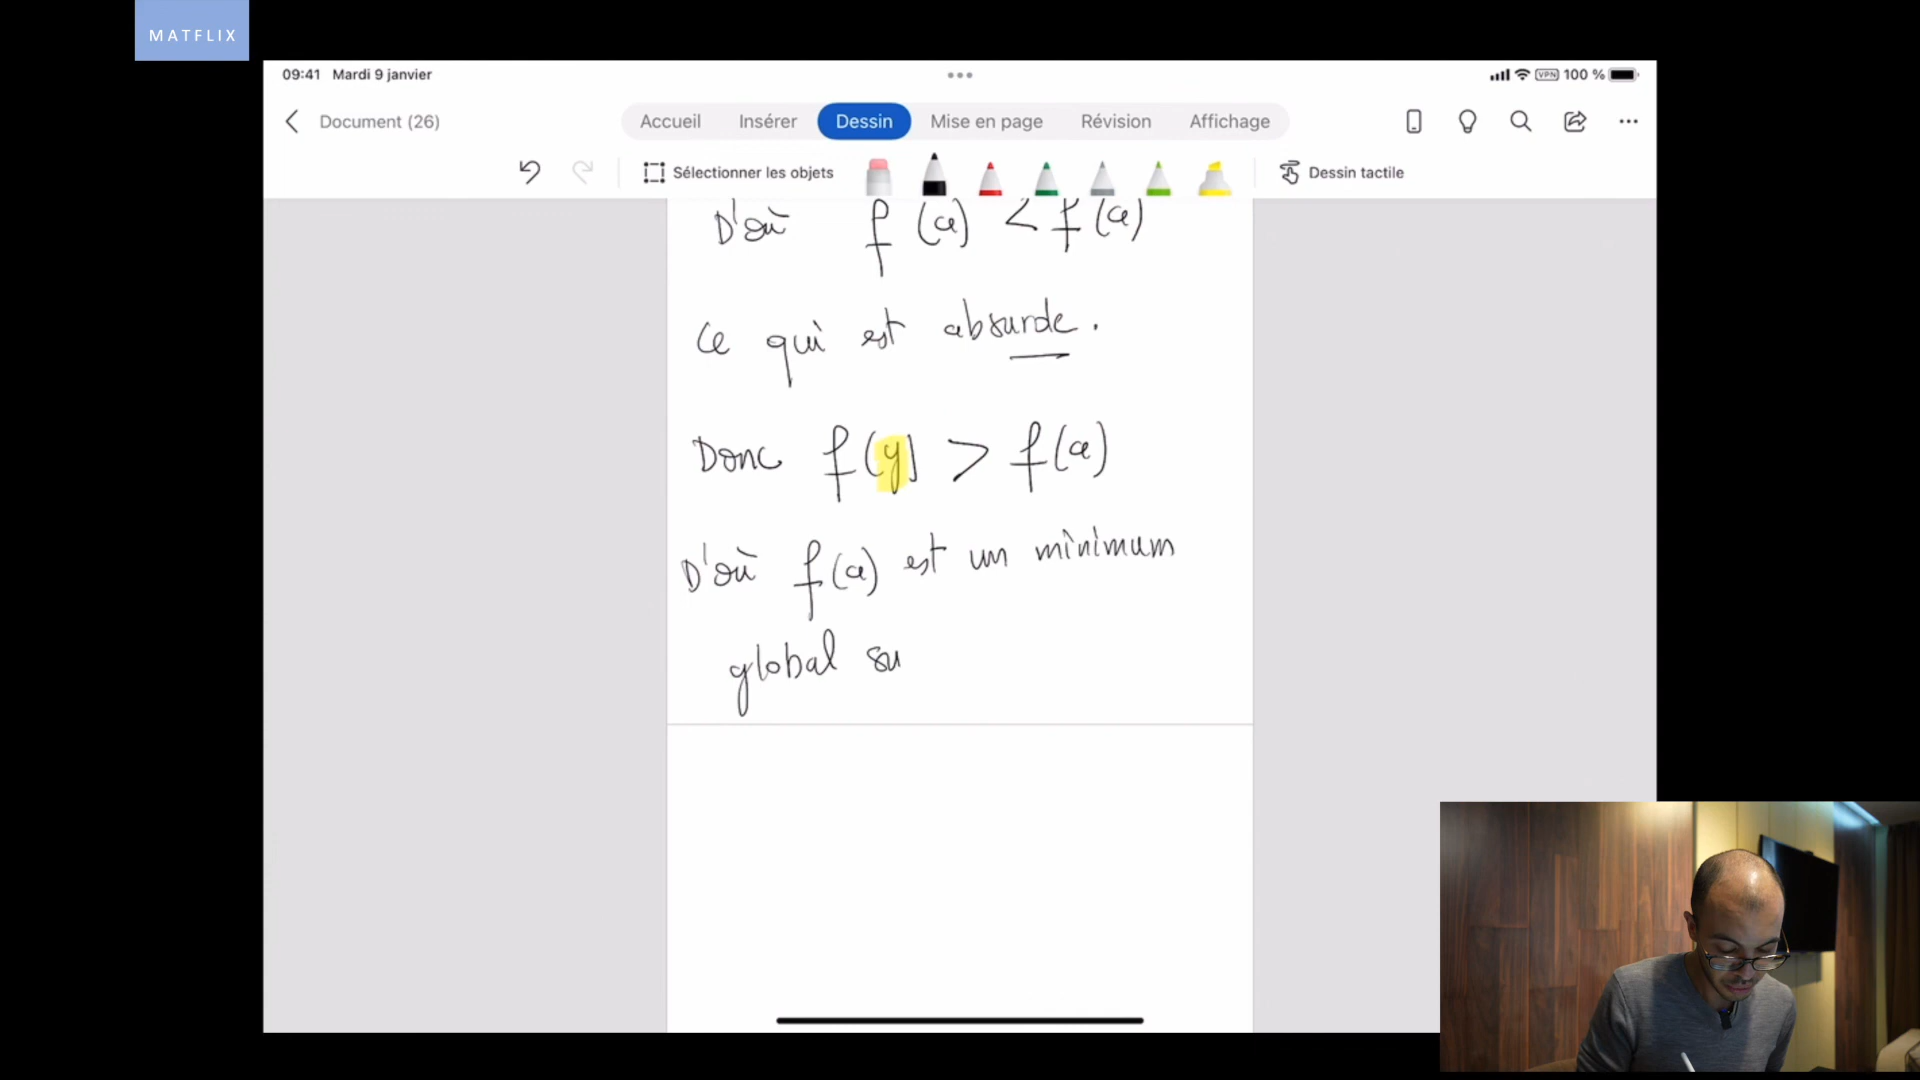 MATFLIX
09:41 Mardi 9 janvier
VPN 100 %
Document (26)
Accueil Insérer Dessin Mise en page Révision Affichage
Sélectionner les objets
Dessin tactile
D'où f(a) < f(a)
Ce qui est absurde.
Donc f(y) > f(a)
D'où f(a) est un minimum
global su